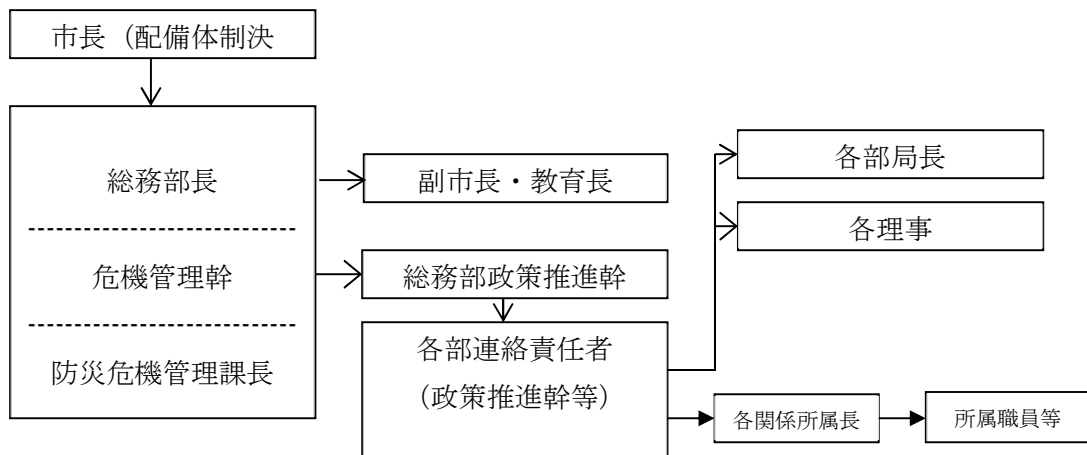 市長（配備体制決
総務部長
危機管理幹
防災危機管理課長
副市長・教育長
総務部政策推進幹
各部連絡責任者
（政策推進幹等）
各部局長
各理事
各関係所属長
所属職員等